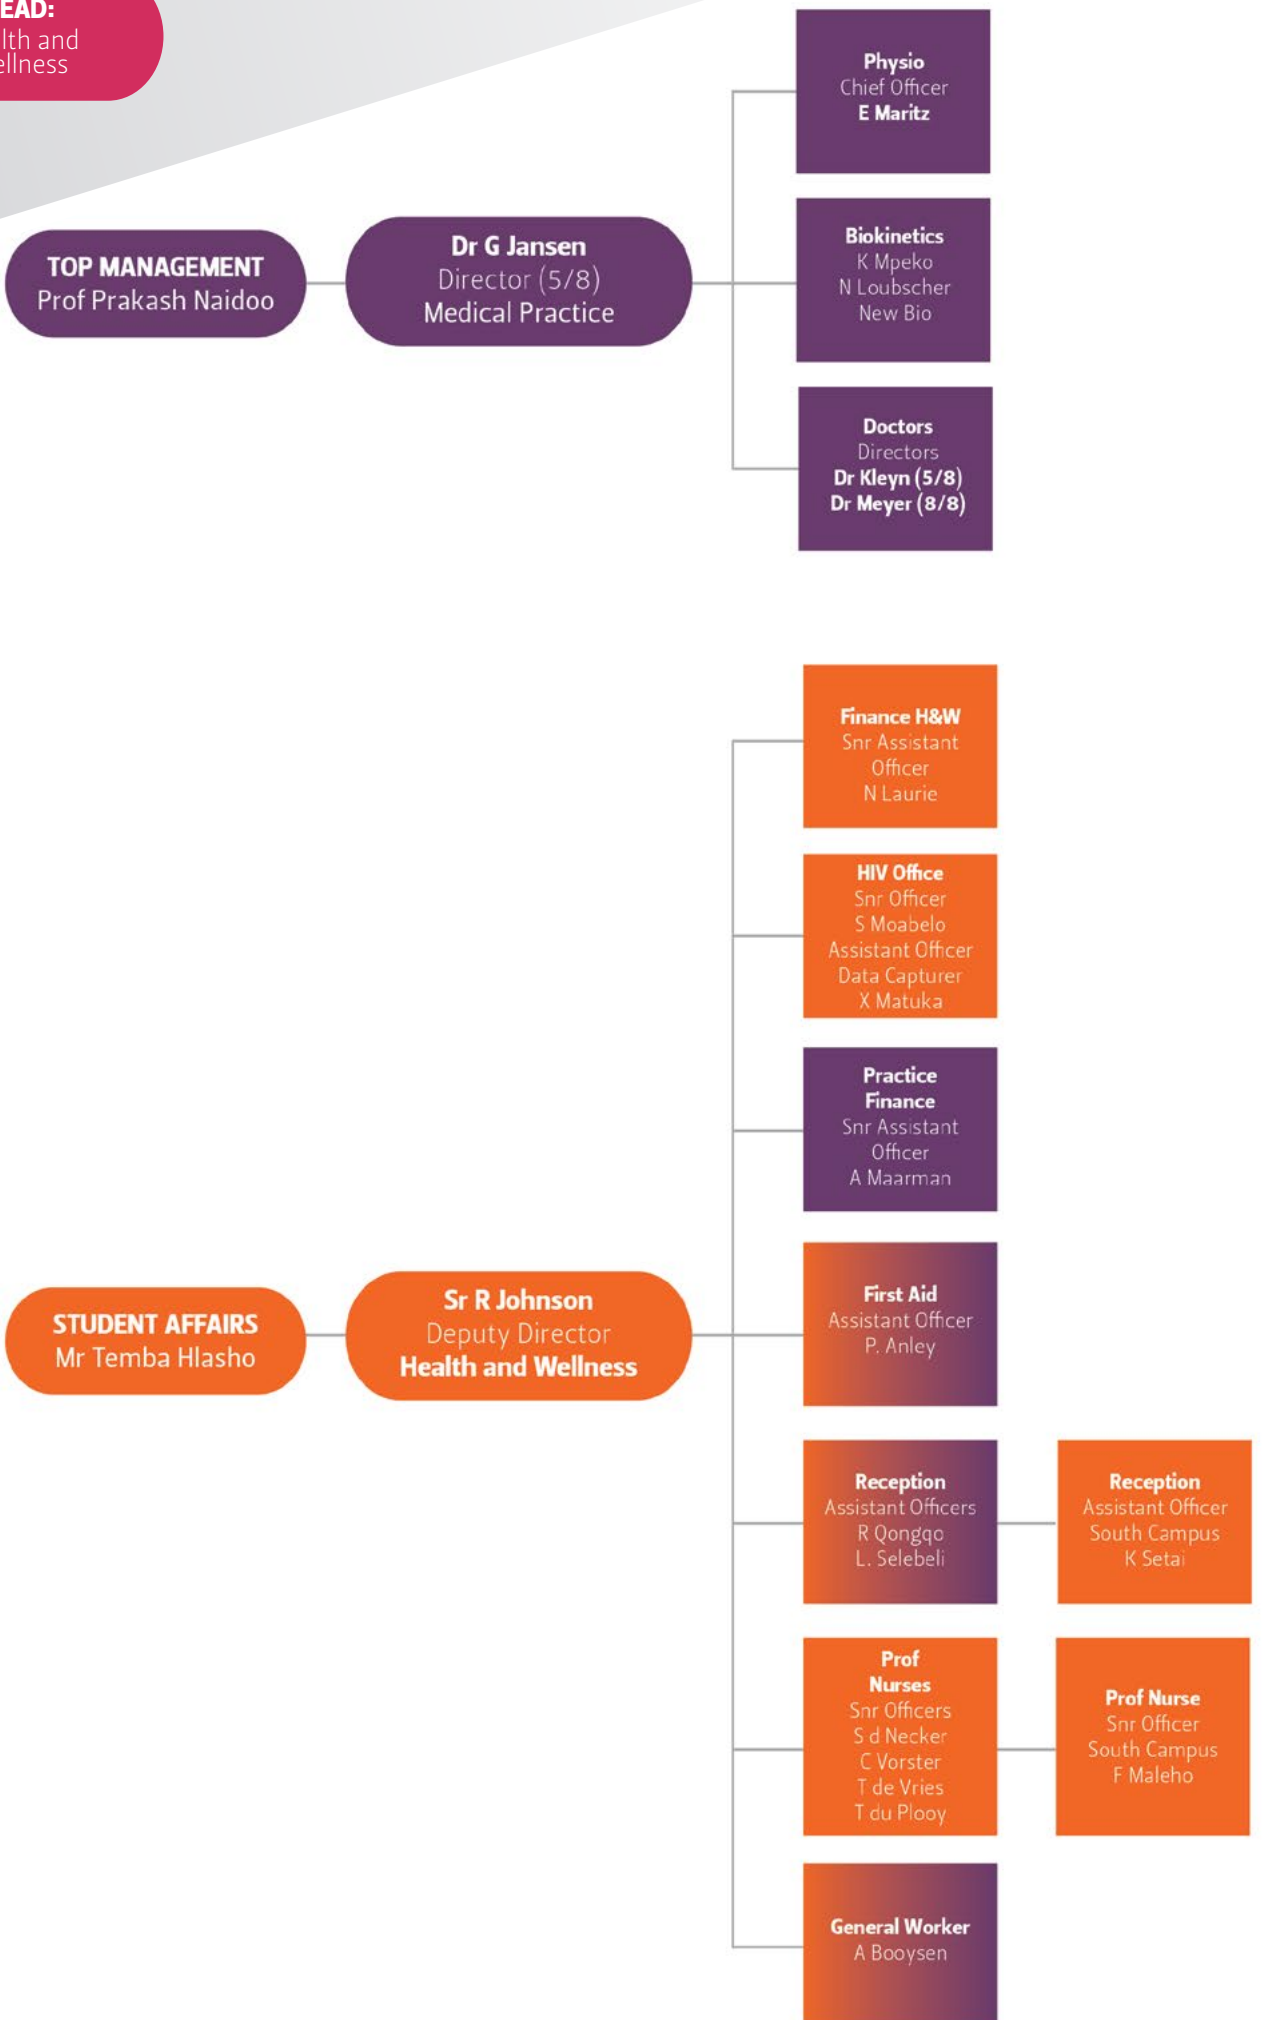 EAD:
lth and
ellness
Physio
Chief Officer
E Maritz
Biokinetics
K Mpeko
N Loubscher
New Bio
TOP MANAGEMENT
Prof Prakash Naidoo
Dr G Jansen
Director (5/8)
Medical Practice
Doctors
Directors
Dr Kleyn (5/8)
Dr Meyer (8/8)
Finance H&W
Snr Assistant
Officer
N Laurie
HIV Office
Snr Officer
S Moabelo
Assistant Officer
Data Capturer
X Matuka
Practice
Finance
Snr Assistant
Officer
A Maarman
First Aid
Assistant Officer
P. Anley
STUDENT AFFAIRS
Mr Temba Hlasho
Sr R Johnson
Deputy Director
Health and Wellness
Reception
Assistant Officers
R Qongqo
L. Selebeli
Reception
Assistant Officer
South Campus
K Setai
Prof
Nurses
Snr Officers
S d Necker
C Vorster
T de Vries
T du Plooy
Prof Nurse
Snr Officer
South Campus
F Maleho
General Worker
A Booysen